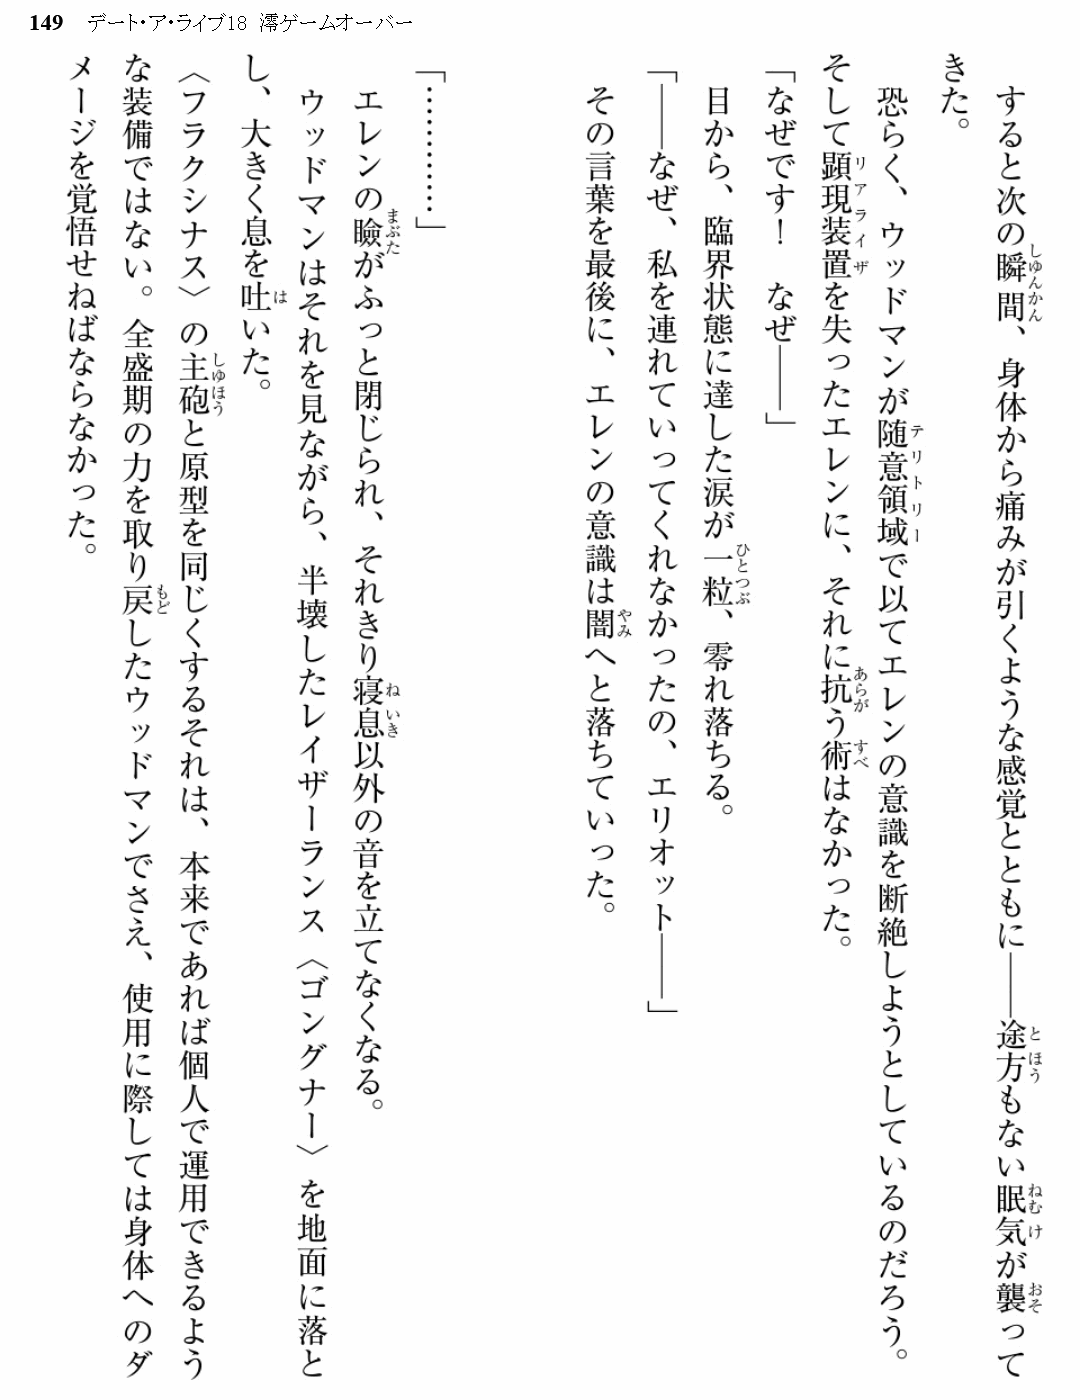 149 デート・ア・ライブ18 澪ゲームオーバー
すると次の瞬間、身体から痛みが引くような感覚とともに――途方もない眠気が襲って
きた。
恐らく、ウッドマンが随意領域で以てエレンの意識を断絶しようとしているのだろう。
そして顕現装置を失ったエレンに、それに抗う術はなかった。
「なぜです！　なぜ――」
目から、臨界状態に達した涙が一粒、零れ落ちる。
「――なぜ、私を連れていってくれなかったの、エリオット――」
その言葉を最後に、エレンの意識は闇へと落ちていった。
「…………」
エレンの瞼がふっと閉じられ、それきり寝息以外の音を立てなくなる。
ウッドマンはそれを見ながら、半壊したレイザーランス〈ゴングナー〉を地面に落と
し、大きく息を吐いた。
〈フラクシナス〉の主砲と原型を同じくするそれは、本来であれば個人で運用できるよう
な装備ではない。全盛期の力を取り戻したウッドマンでさえ、使用に際しては身体へのダ
メージを覚悟せねばならなかった。